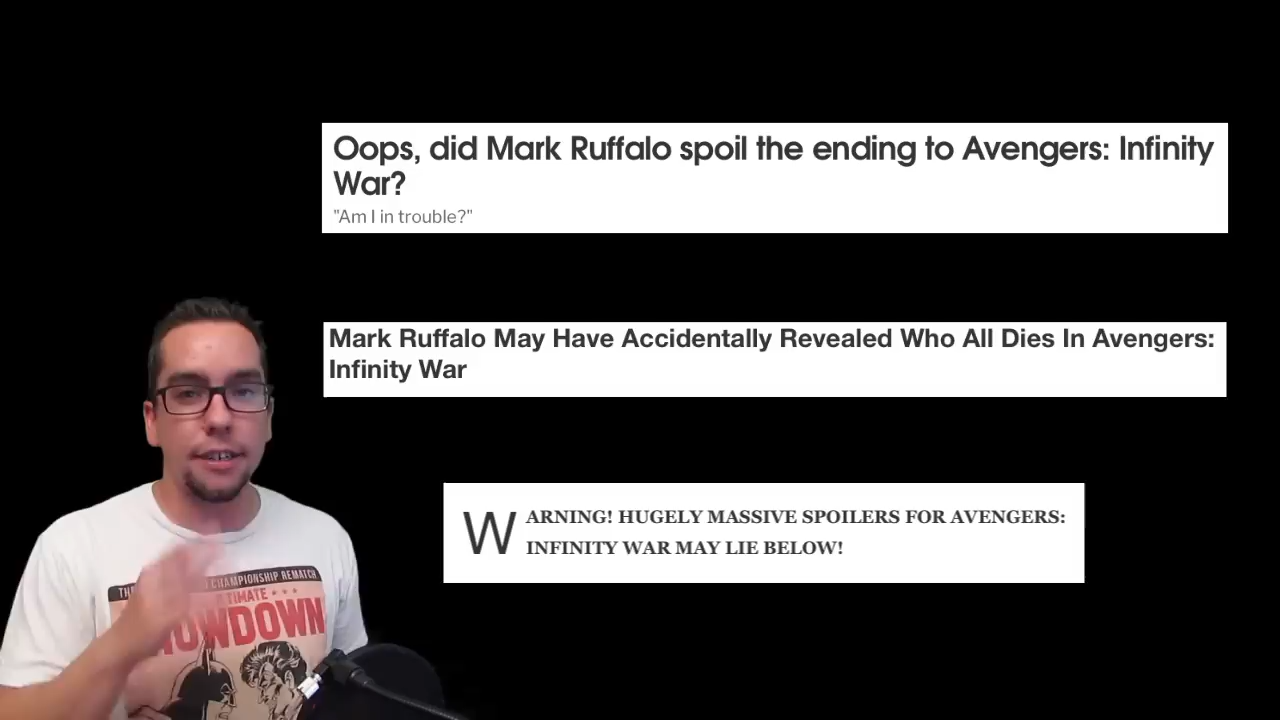 Oops, did Mark Ruffalo spoil the ending to Avengers: Infinity
War?
"Am I in trouble?"
Mark Ruffalo May Have Accidentally Revealed Who All Dies In Avengers:
Infinity War
WARNING! HUGELY MASSIVE SPOILERS FOR AVENGERS:
INFINITY WAR MAY LIE BELOW!
CHAMPIONSHIP REMATCH